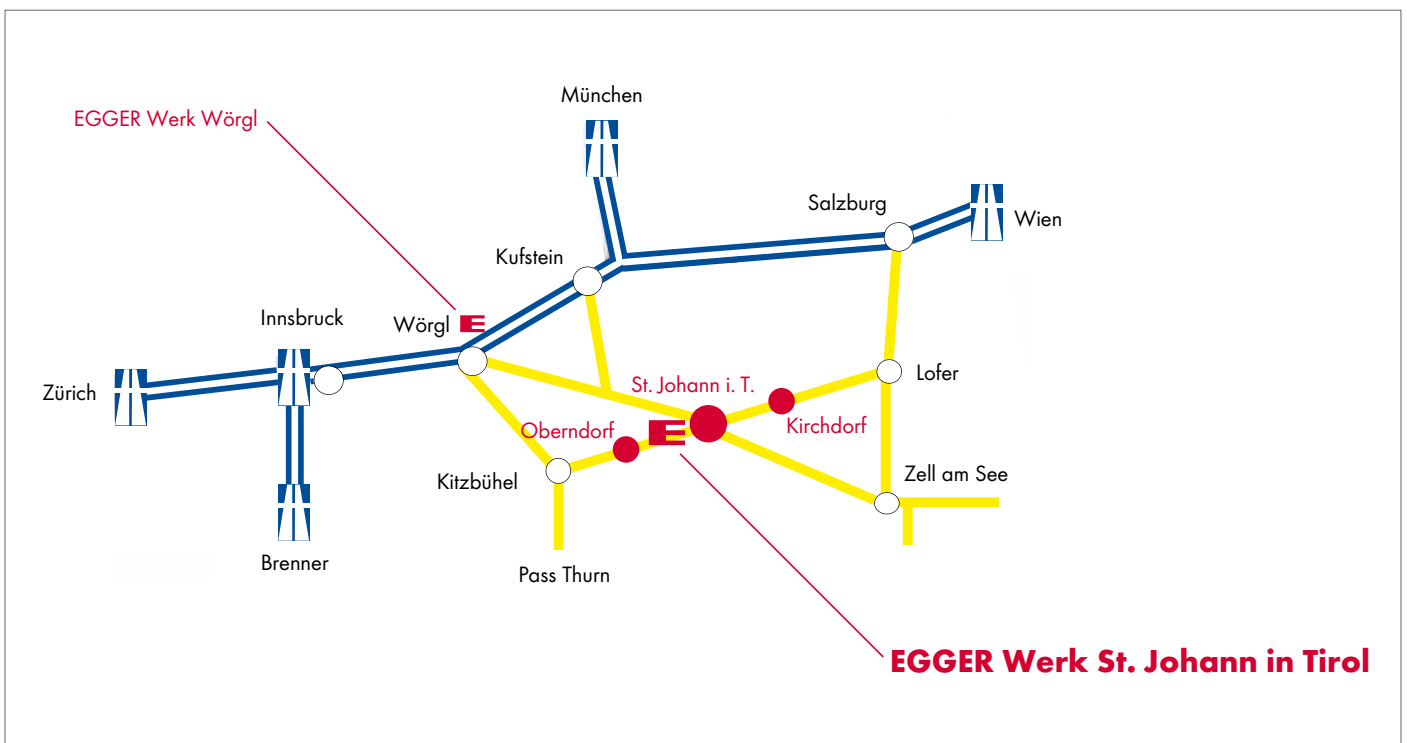 München
EGGER Werk Wörgl
Salzburg
Wien
Kufstein
Innsbruck
Wörgl
Zürich
St. Johann i. T.
Lofer
Kirchdorf
Oberndorf
Kitzbühel
Zell am See
Brenner
Pass Thurn
EGGER Werk St. Johann in Tirol